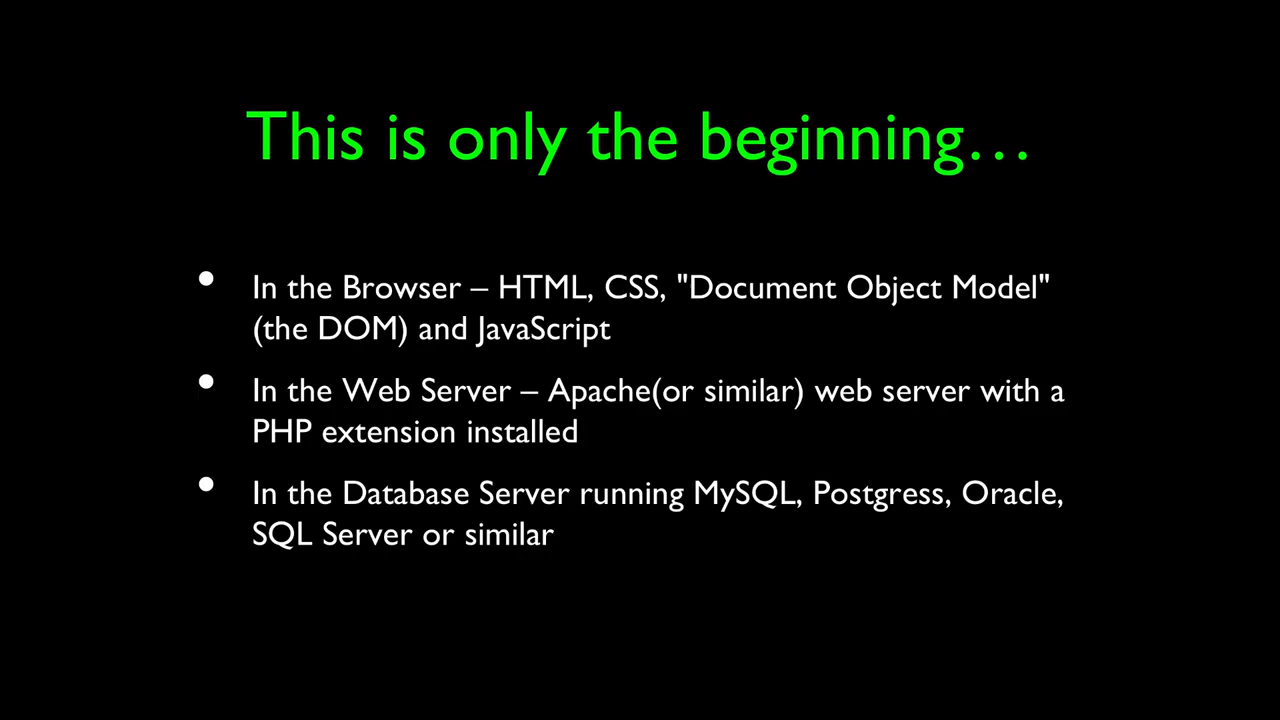 This is only the beginning…
• In the Browser – HTML, CSS, "Document Object Model"
(the DOM) and JavaScript
• In the Web Server – Apache(or similar) web server with a
PHP extension installed
• In the Database Server running MySQL, Postgress, Oracle,
SQL Server or similar